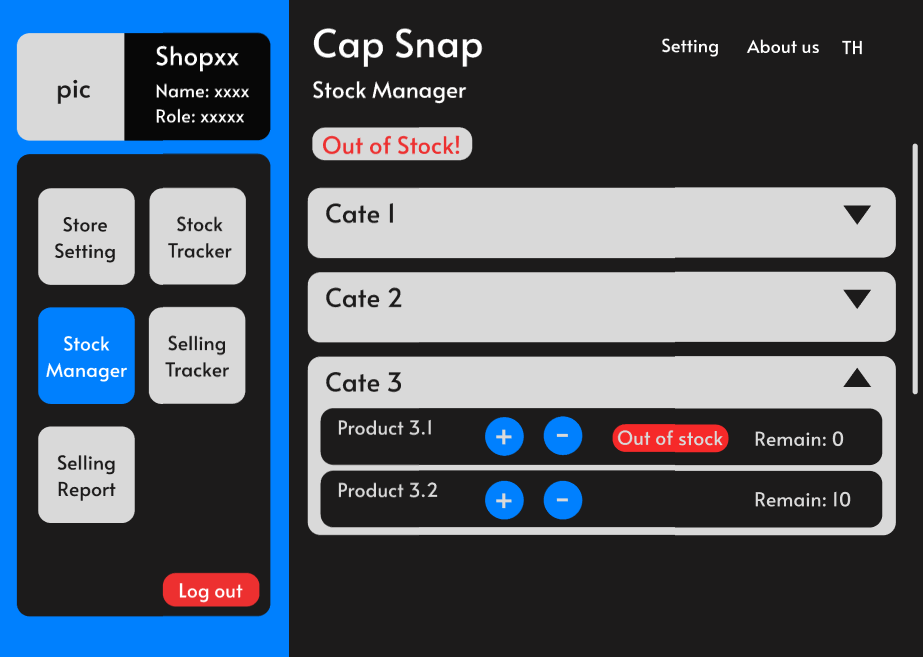 pic
Shopxx
Name: xxxx
Role: xxxxx
Store
Setting
Stock
Tracker
Stock
Manager
Selling
Tracker
Selling
Report
Log out
Cap Snap
Setting
About us
TH
Stock Manager
Out of Stock!
Cate 1
Cate 2
Cate 3
Product 3.1
+
-
Out of stock
Remain: 0
Product 3.2
+
-
Remain: 10